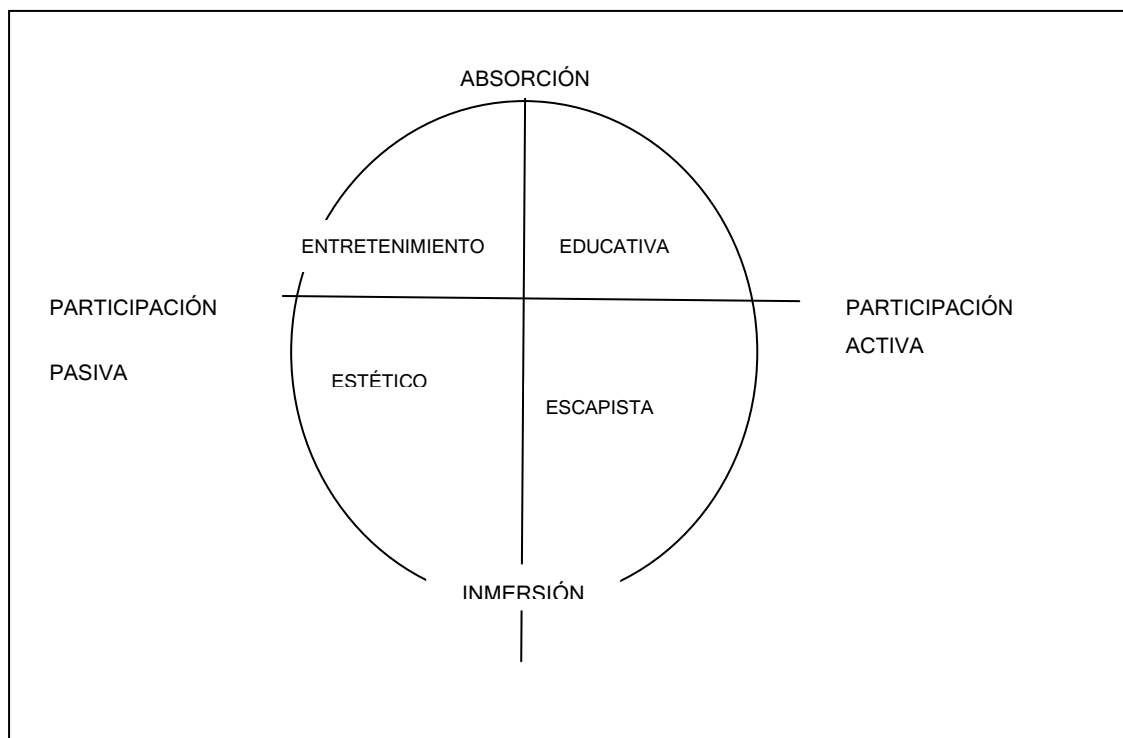 ABSORCIÓN
ENTRETENIMIENTO
EDUCATIVA
PARTICIPACIÓN
PASIVA
PARTICIPACIÓN
ACTIVA
ESTÉTICO
ESCAPISTA
INMERSIÓN